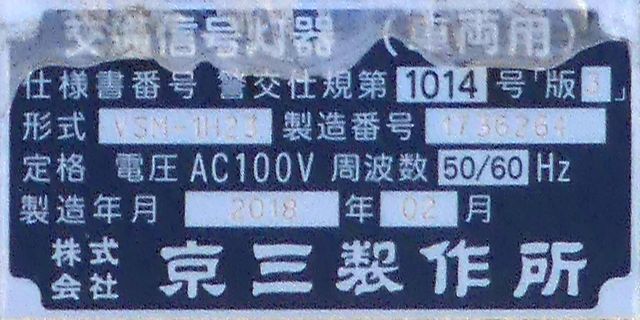 交通信号灯器（車両用）
仕様書番号 警交仕規第 1014 号「版3」
形式 VSM-1H23 製造番号 1736264
定格 電圧 AC100V 周波数 50/60 Hz
製造年月 2018 年 02 月
株式会社 京三製作所